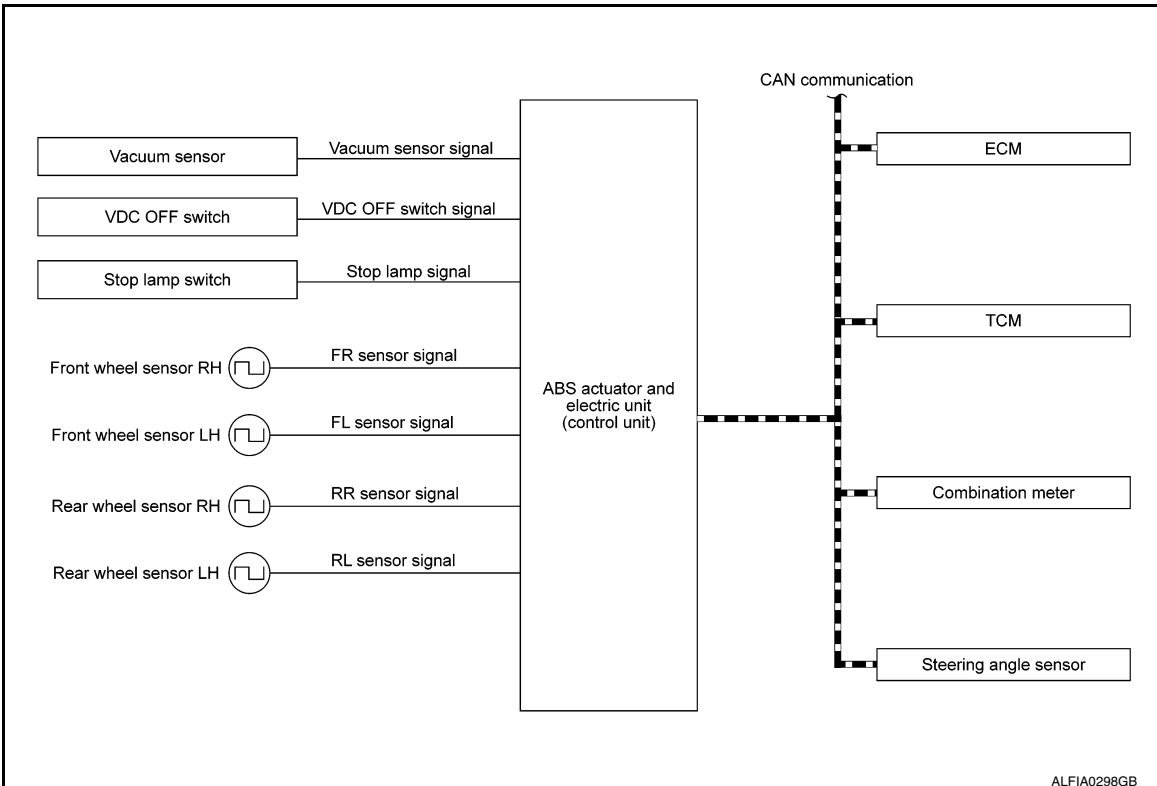 CAN communication
Vacuum sensor
Vacuum sensor signal
ECM
VDC OFF switch
VDC OFF switch signal
Stop lamp switch
Stop lamp signal
TCM
Front wheel sensor RH
FR sensor signal
ABS actuator and
electric unit
(control unit)
Front wheel sensor LH
FL sensor signal
Rear wheel sensor RH
RR sensor signal
Combination meter
Rear wheel sensor LH
RL sensor signal
Steering angle sensor
ALFIA0298GB